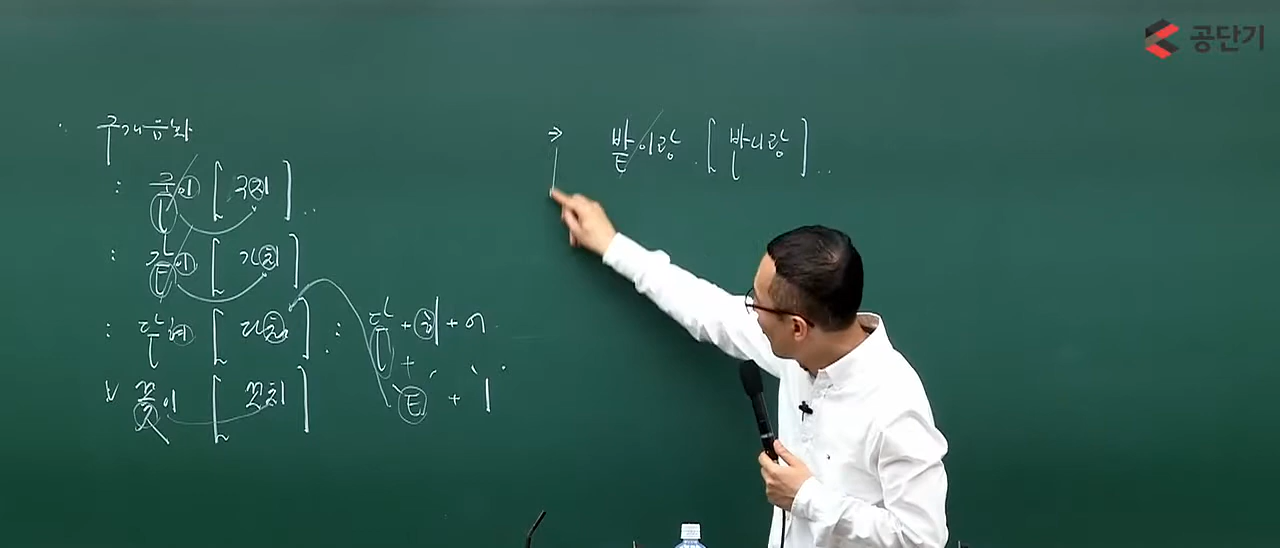 공단기
구개음화
: 굳이 [구지] ..
: 같이 [가치]
: 닫혀 [다쳐] . : 닫 + 히 + 어
ㅌ + ㅣ
V 꽃이 [꼬치]
⇒ 밭이랑 . [반니랑] ..